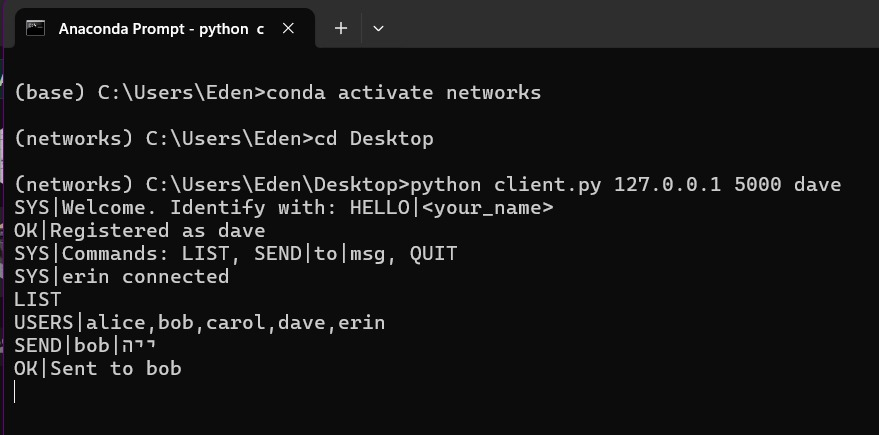 Anaconda Prompt - python c
(base) C:\Users\Eden>conda activate networks
(networks) C:\Users\Eden>cd Desktop
(networks) C:\Users\Eden\Desktop>python client.py 127.0.0.1 5000 dave
SYS|Welcome. Identify with: HELLO|<your_name>
OK|Registered as dave
SYS|Commands: LIST, SEND|to|msg, QUIT
SYS|erin connected
LIST
USERS|alice,bob,carol,dave,erin
SEND|bob|
OK|Sent to bob